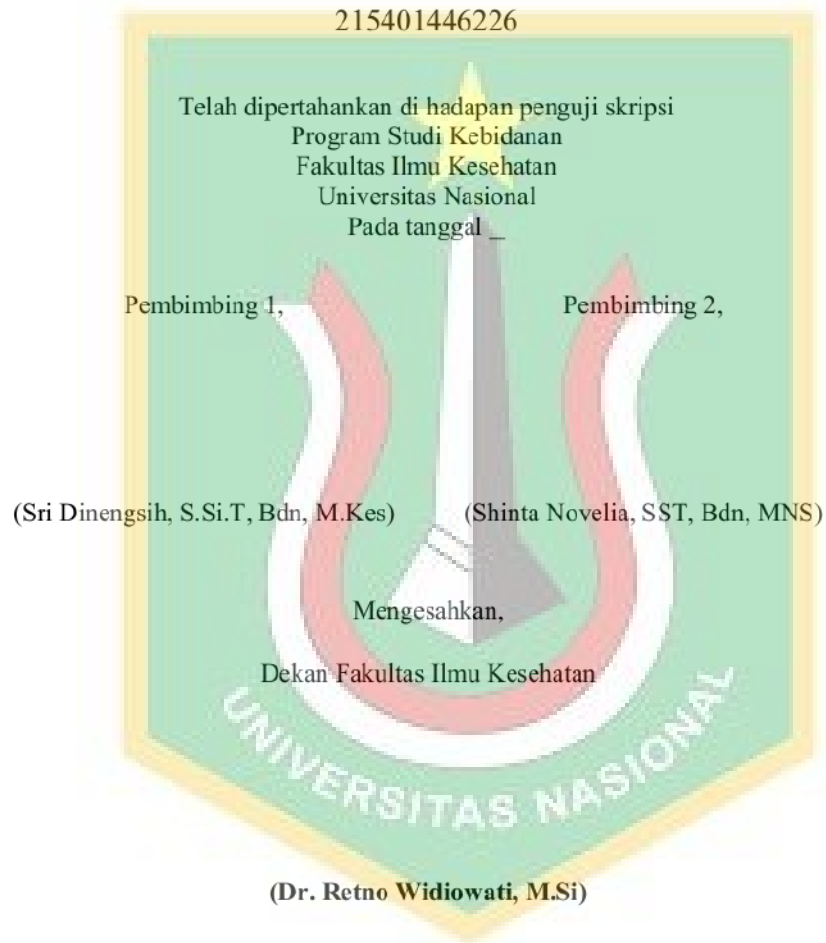 215401446226
Telah dipertahankan di hadapan penguji skripsi
Program Studi Kebidanan
Fakultas Ilmu Kesehatan
Universitas Nasional
Pada tanggal _
Pembimbing 1, Pembimbing 2,
(Sri Dinengsih, S.Si.T, Bdn, M.Kes) (Shinta Novelia, SST, Bdn, MNS)
Mengesahkan,
Dekan Fakultas Ilmu Kesehatan
UNIVERSITAS NASIONAL
(Dr. Retno Widiowati, M.Si)